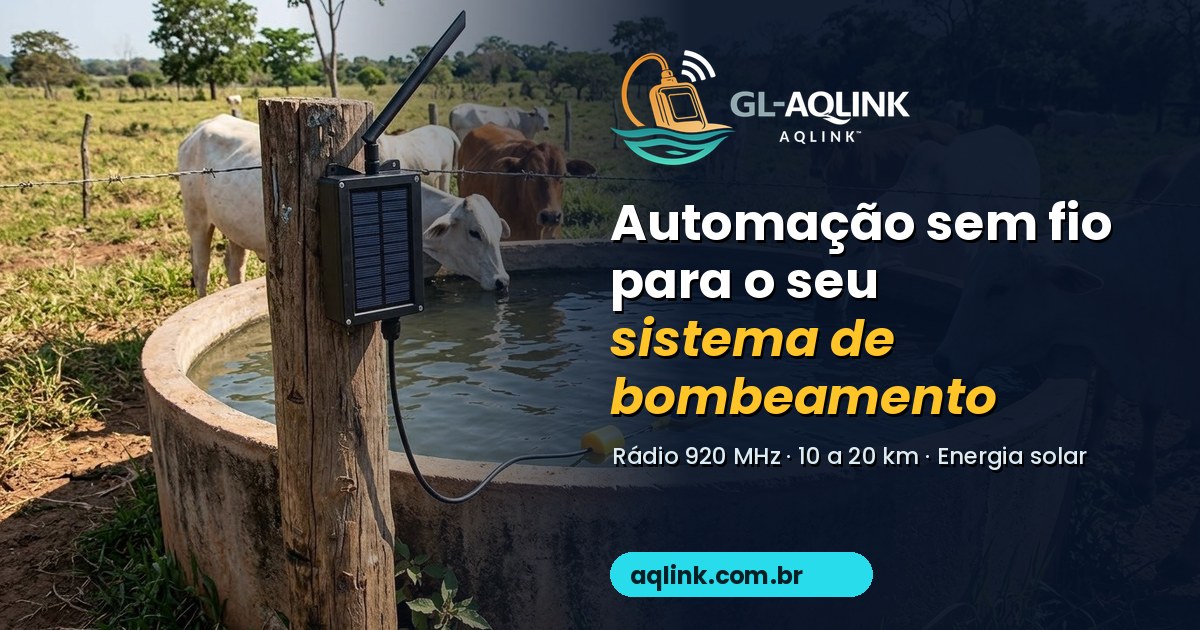 GL-AQLINK
AQLINK™
Automação sem fio
para o seu
sistema de
bombeamento
Rádio 920 MHz · 10 a 20 km · Energia solar
aqlink.com.br